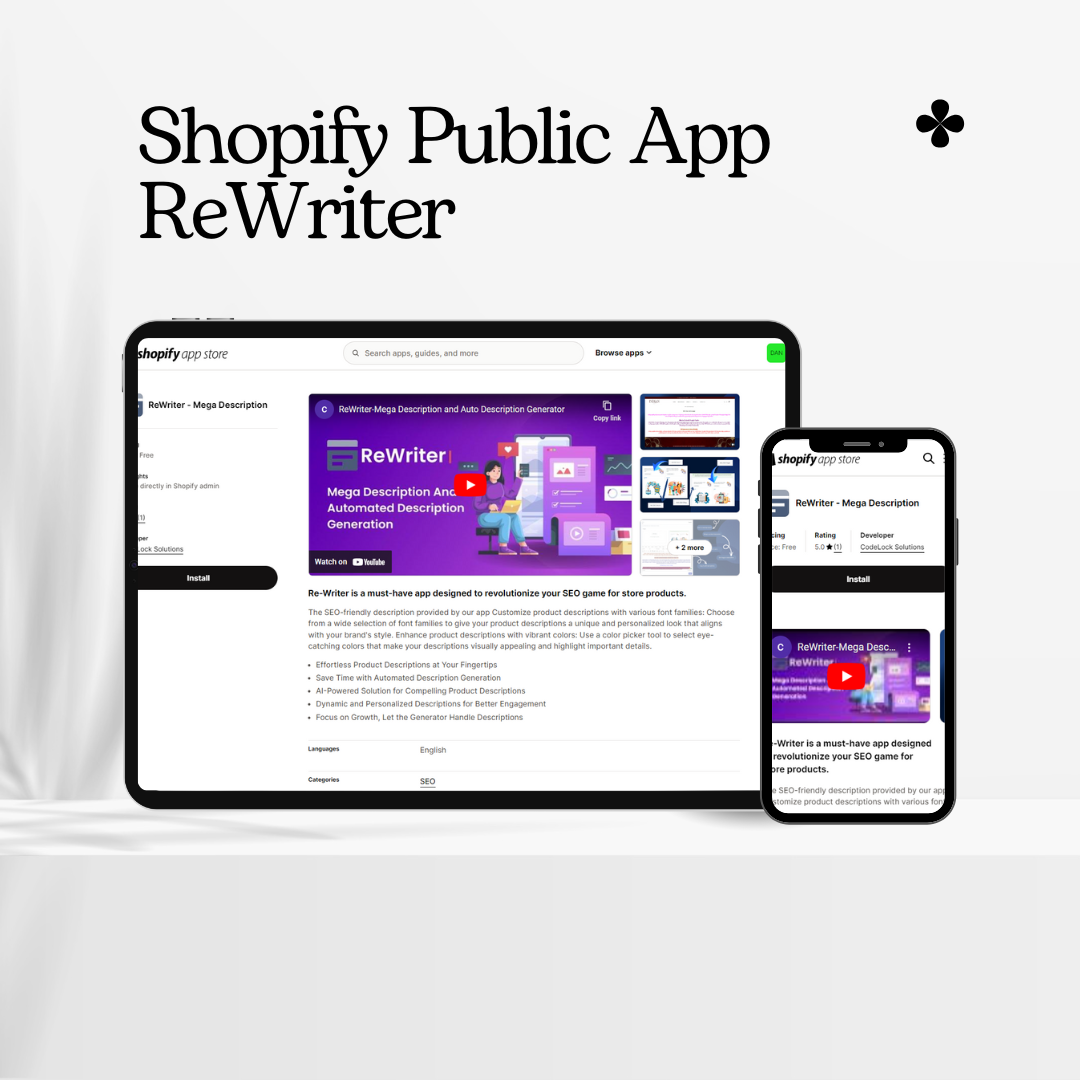 Shopify Public App
ReWriter
shopify app store
Search apps, guides, and more
Browse apps
DAN
ReWriter - Mega Description
Free
directly in Shopify admin
(1)
Lock Solutions
Install
C
ReWriter-Mega Description and Auto Description Generator
Copy link
ReWriter
Mega Description And
Automated Description
Generation
Watch on YouTube
+ 2 more
Re-Writer is a must-have app designed to revolutionize your SEO game for store products.
The SEO-friendly description provided by our app Customize product descriptions with various font families: Choose
from a wide selection of font families to give your product descriptions a unique and personalized look that aligns
with your brand's style. Enhance product descriptions with vibrant colors: Use a color picker tool to select eye-
catching colors that make your descriptions visually appealing and highlight important details.
• Effortless Product Descriptions at Your Fingertips
• Save Time with Automated Description Generation
• AI-Powered Solution for Compelling Product Descriptions
• Dynamic and Personalized Descriptions for Better Engagement
• Focus on Growth, Let the Generator Handle Descriptions
Languages English
Categories SEO
shopify app store
ReWriter - Mega Description
Rating Developer
Free 5.0 (1) CodeLock Solutions
Install
C
ReWriter-Mega Desc...
ReWriter
Mega Description And
Automated Description
Generation
-Writer is a must-have app designed
revolutionize your SEO game for
ore products.
e SEO-friendly description provided by our app
stomize product descriptions with various fon